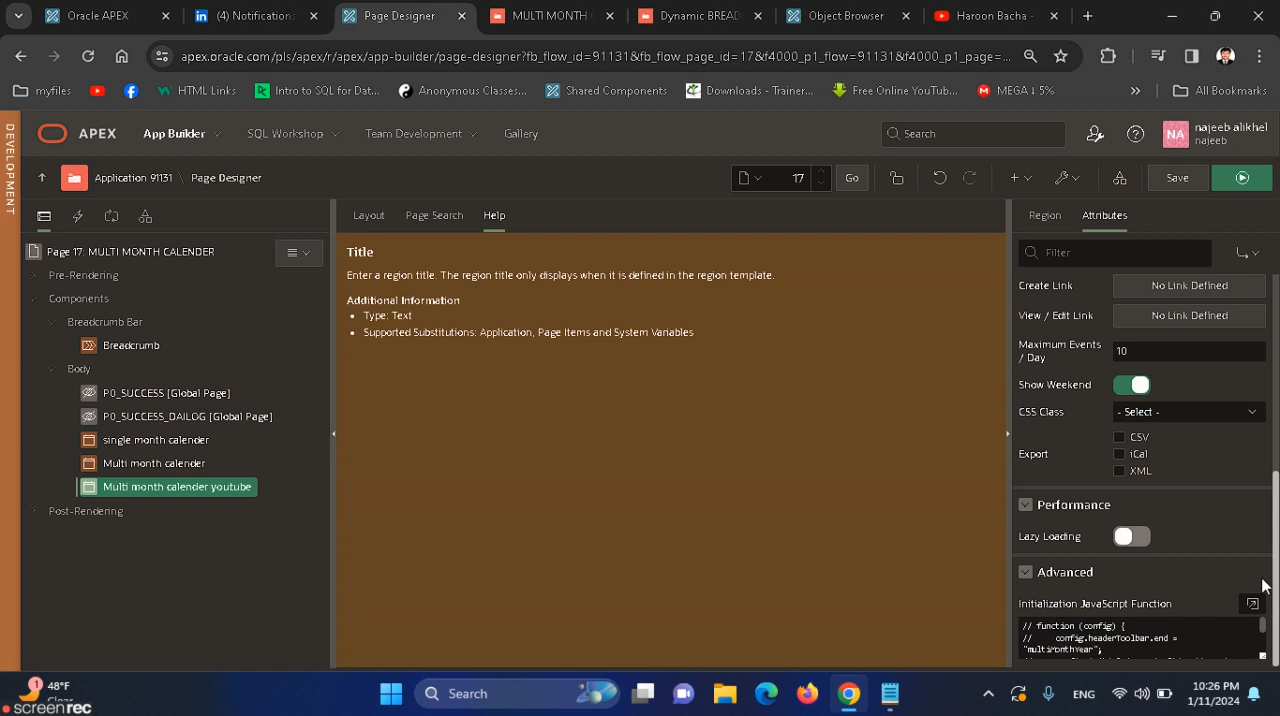 Oracle APEX
(4) Notifications
Page Designer
MULTI MONTH C
Dynamic BREAD
Object Browser
Haroon Bacha -
apex.oracle.com/pls/apex/r/apex/app-builder/page-designer?fb_flow_id=91131&fb_flow_page_id=17&f4000_p1_flow=91131&f4000_p1_page=...
myfiles
HTML Links
Intro to SQL for Dat...
Anonymous Classes...
Shared Components
Downloads - Trainer...
Free Online YouTub...
MEGA ↓ 5%
All Bookmarks
DEVELOPMENT
APEX
App Builder
SQL Workshop
Team Development
Gallery
Search
NA
najeeb alikhel
najeeb
Application 91131 \ Page Designer
17
Go
Save
Layout
Page Search
Help
Region
Attributes
Page 17: MULTI MONTH CALENDER
Pre-Rendering
Components
Breadcrumb Bar
Breadcrumb
Body
P0_SUCCESS [Global Page]
P0_SUCCESS_DAILOG [Global Page]
single month calender
Multi month calender
Multi month calender youtube
Post-Rendering
Title
Enter a region title. The region title only displays when it is defined in the region template.
Additional Information
• Type: Text
• Supported Substitutions: Application, Page Items and System Variables
Filter
Create Link
No Link Defined
View / Edit Link
No Link Defined
Maximum Events
/ Day
10
Show Weekend
CSS Class
- Select -
CSV
Export
iCal
XML
Performance
Lazy Loading
Advanced
Initialization JavaScript Function
// function (config) {
// config.headerToolbar.end =
"multiMonthYear";
1
48°F
Clear
screenrec
Search
ENG
10:26 PM
1/11/2024